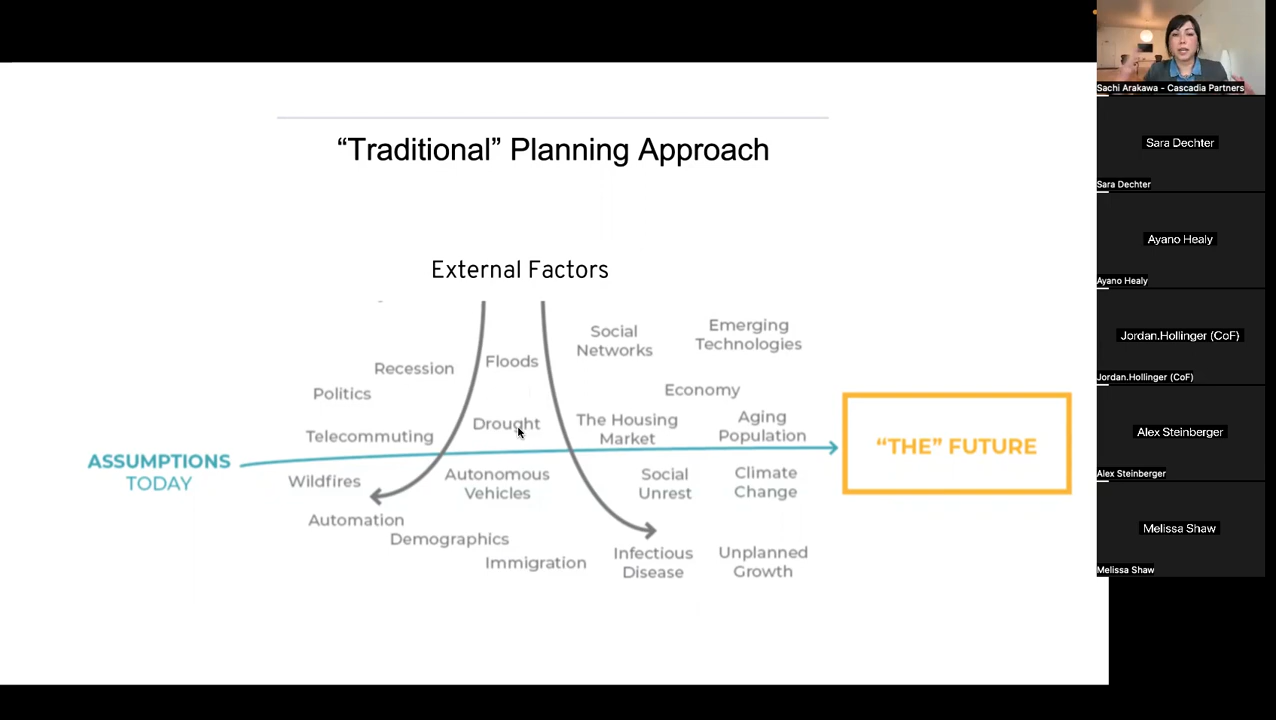 “Traditional” Planning Approach
External Factors
Social
Networks
Emerging
Technologies
Recession
Floods
Politics
Economy
Telecommuting
Drought
The Housing
Market
Aging
Population
ASSUMPTIONS
TODAY
“THE” FUTURE
Wildfires
Autonomous
Vehicles
Social
Unrest
Climate
Change
Automation
Demographics
Immigration
Infectious
Disease
Unplanned
Growth
Sachi Arakawa - Cascadia Partners
Sara Dechter
Sara Dechter
Ayano Healy
Ayano Healy
Jordan.Hollinger (CoF)
Jordan.Hollinger (CoF)
Alex Steinberger
Alex Steinberger
Melissa Shaw
Melissa Shaw